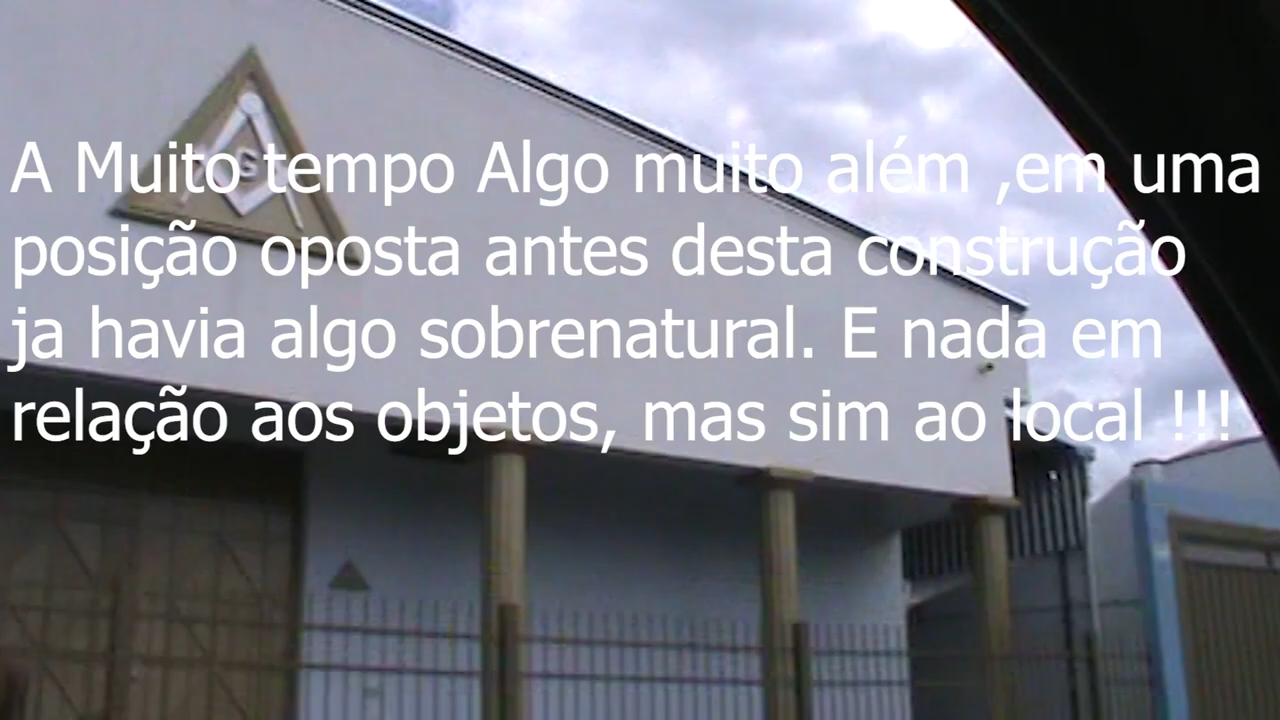 G
A Muito tempo Algo muito além ,em uma
posição oposta antes desta construção
ja havia algo sobrenatural. E nada em
relação aos objetos, mas sim ao local !!!